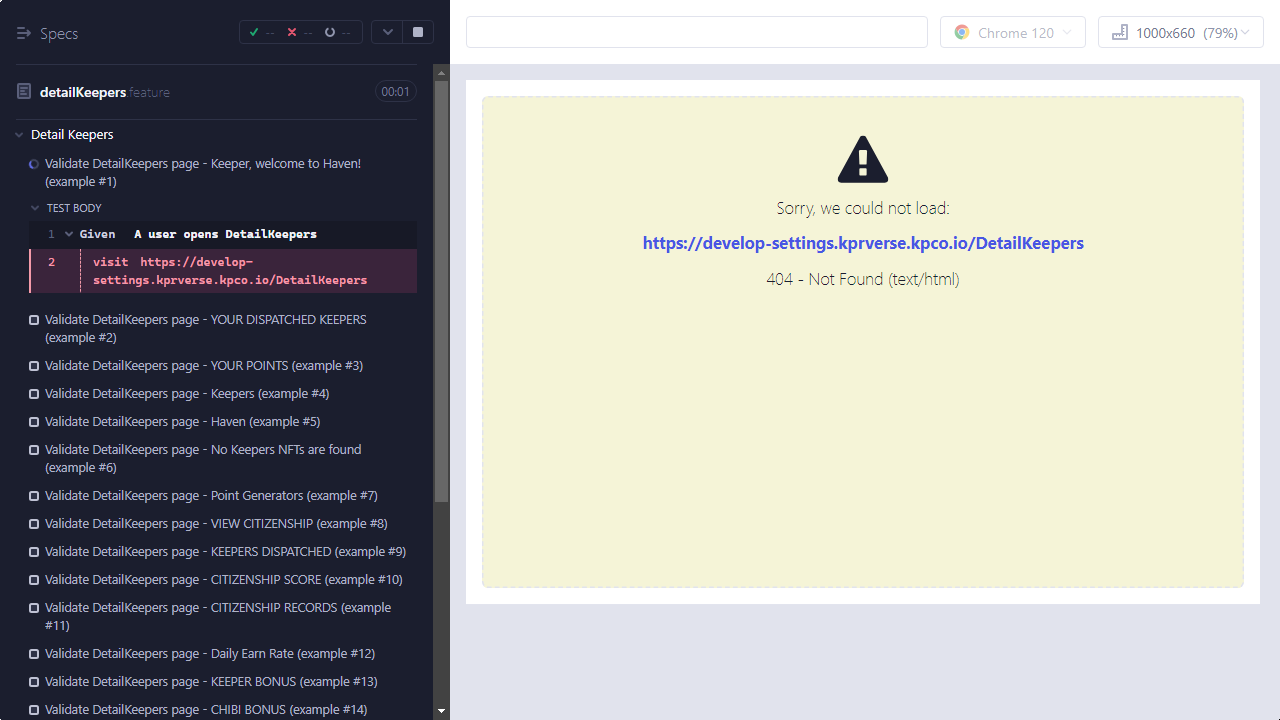 Specs
--
--
--
Chrome 120
1000x660 (79%)
detailKeepers.feature
00:01
Detail Keepers
Validate DetailKeepers page - Keeper, welcome to Haven!
(example #1)
TEST BODY
1 Given A user opens DetailKeepers
2 visit https://develop-
settings.kprverse.kpco.io/DetailKeepers
Validate DetailKeepers page - YOUR DISPATCHED KEEPERS
(example #2)
Validate DetailKeepers page - YOUR POINTS (example #3)
Validate DetailKeepers page - Keepers (example #4)
Validate DetailKeepers page - Haven (example #5)
Validate DetailKeepers page - No Keepers NFTs are found
(example #6)
Validate DetailKeepers page - Point Generators (example #7)
Validate DetailKeepers page - VIEW CITIZENSHIP (example #8)
Validate DetailKeepers page - KEEPERS DISPATCHED (example #9)
Validate DetailKeepers page - CITIZENSHIP SCORE (example #10)
Validate DetailKeepers page - CITIZENSHIP RECORDS (example
#11)
Validate DetailKeepers page - Daily Earn Rate (example #12)
Validate DetailKeepers page - KEEPER BONUS (example #13)
Validate DetailKeepers page - CHIBI BONUS (example #14)
Sorry, we could not load:
https://develop-settings.kprverse.kpco.io/DetailKeepers
404 - Not Found (text/html)